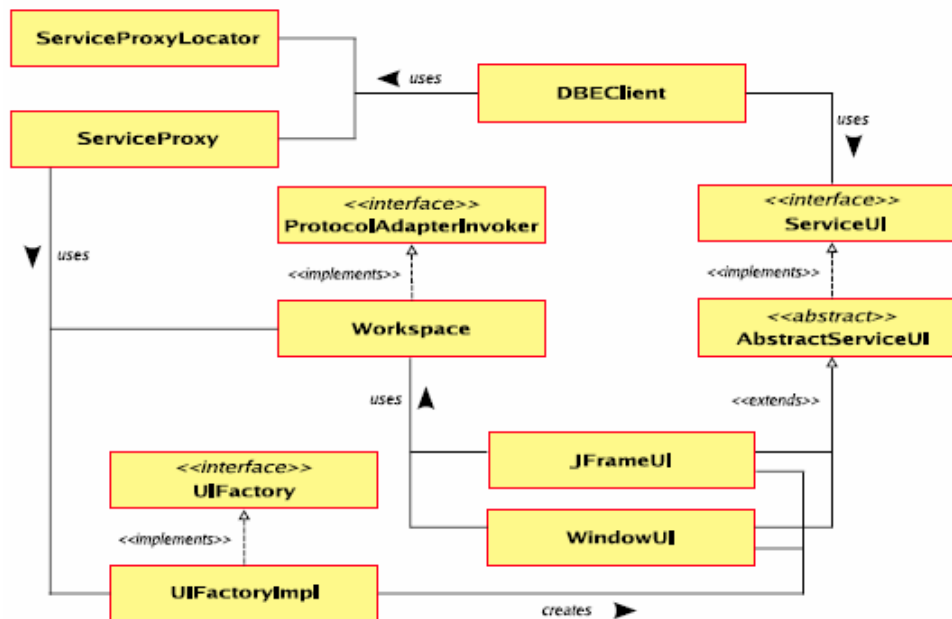 ServiceProxyLocator
uses
DBEClient
ServiceProxy
uses
<<interface>>
ProtocolAdapterInvoker
<<interface>>
ServiceUI
uses
<<implements>>
<<implements>>
Workspace
<<abstract>>
AbstractServiceUI
uses
<<extends>>
<<interface>>
UIFactory
JFrameUI
<<implements>>
WindowUI
UIFactoryImpl
creates